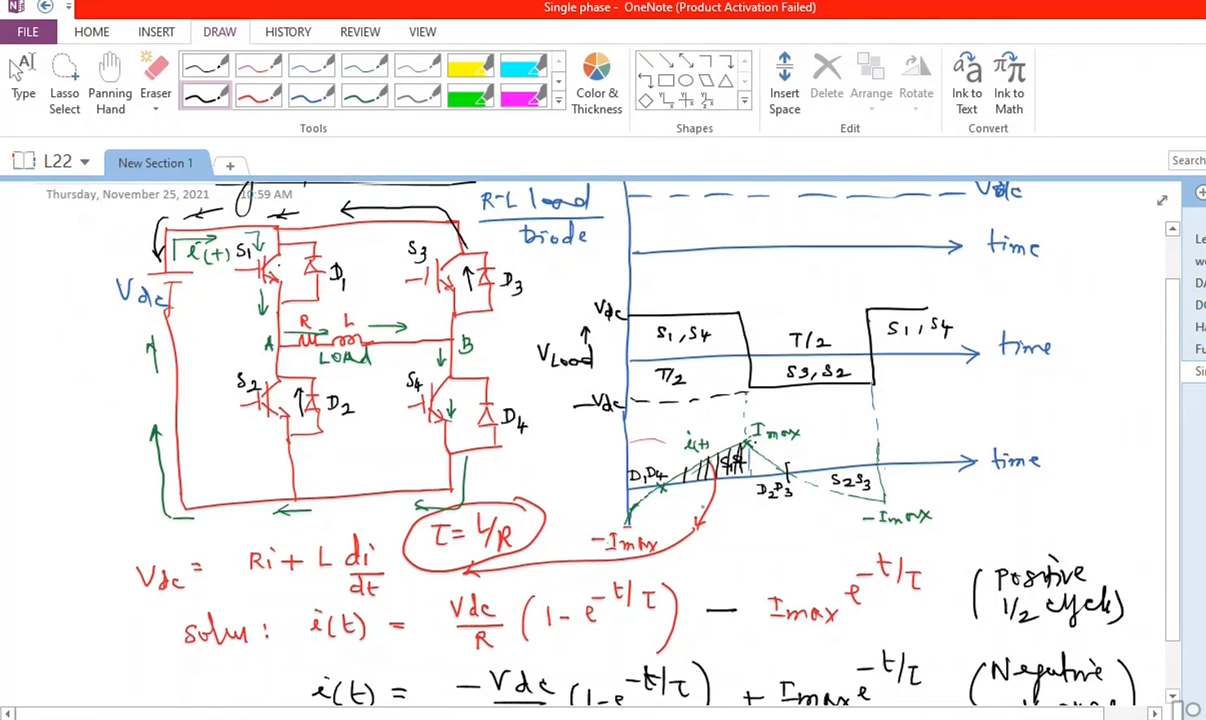 Single phase - OneNote (Product Activation Failed)
FILE HOME INSERT DRAW HISTORY REVIEW VIEW
Type
Lasso Select
Panning Hand
Eraser
Color & Thickness
Insert Space
Delete
Arrange
Rotate
Ink to Text
Ink to Math
Tools
Shapes
Edit
Convert
L22
New Section 1
Search
Thursday, November 25, 2021 10:59 AM
R-L load
Diode
Vdc
time
i(t)
S1
D1
S3
D3
Vdc
R L
A LOAD B
S2
D2
S4
D4
Vdc
VLoad
S1, S4
T/2
S1, S4
time
T/2
S3, S2
-Vdc
i(t)
Imax
D1D4
D2D3
S2S3
time
-Imax
-Imax
τ = L/R
Vdc = Ri + L di/dt
soln: i(t) = Vdc/R (1 - e^-t/τ) - Imax e^-t/τ (Positive 1/2 cycle)
i(t) = -Vdc (1 - e^-t/τ) + Imax e^-t/τ (Negative